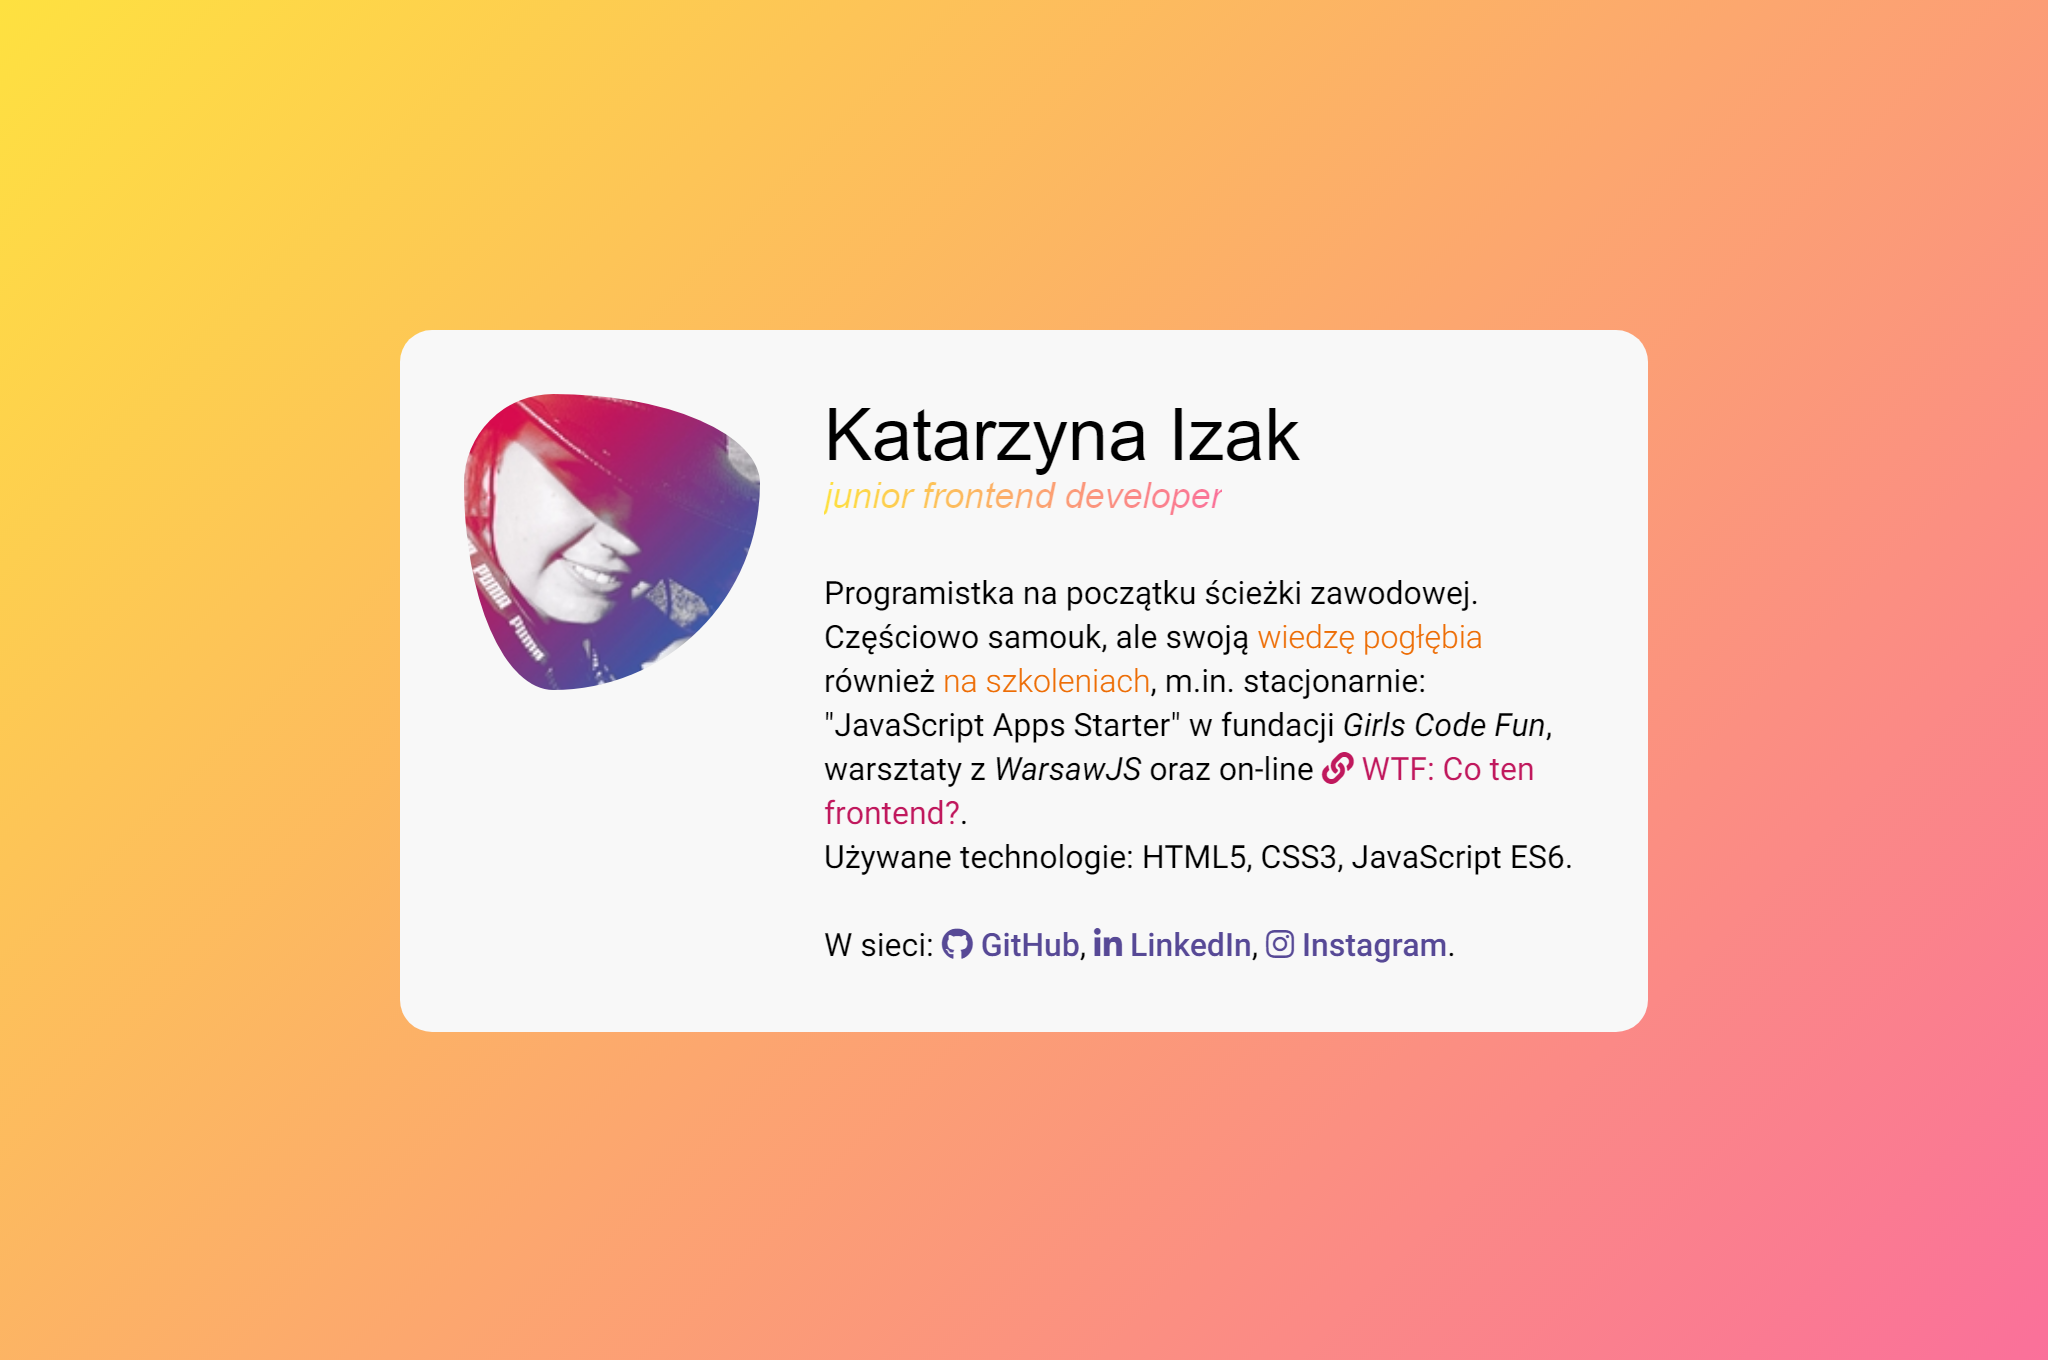 Katarzyna Izak
junior frontend developer
Programistka na początku ścieżki zawodowej.
Częściowo samouk, ale swoją wiedzę pogłębia
również na szkoleniach, m.in. stacjonarnie:
"JavaScript Apps Starter" w fundacji Girls Code Fun,
warsztaty z WarsawJS oraz on-line WTF: Co ten
frontend?.
Używane technologie: HTML5, CSS3, JavaScript ES6.
W sieci: GitHub, LinkedIn, Instagram.
PUMA
PUMA